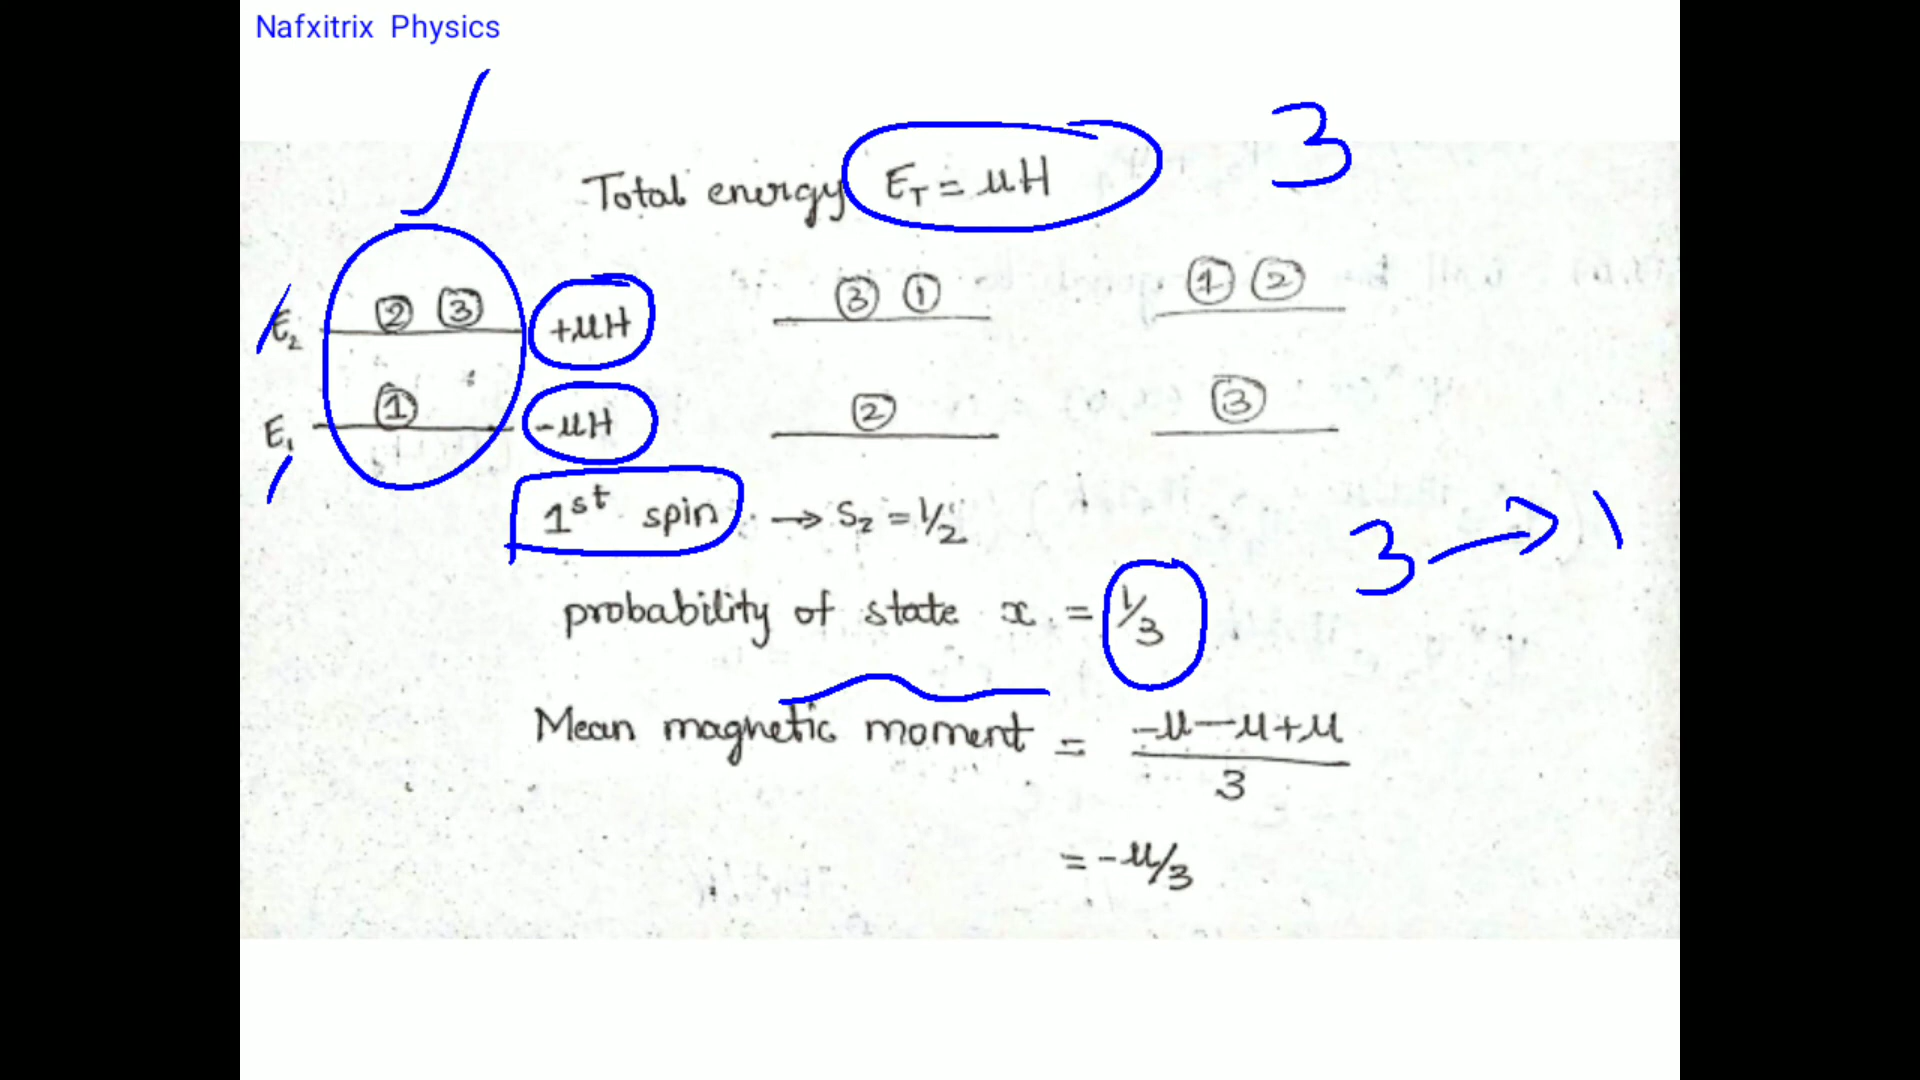 Nafxitrix Physics
3
Total energy E_T = μH
② ③ +μH ③ ① ① ②
E₂
① -μH ② ③
E₁
1st spin → S_z = 1/2
3 → 1
probability of state x = 1/3
Mean magnetic moment = -μ-μ+μ
3
= -μ/3